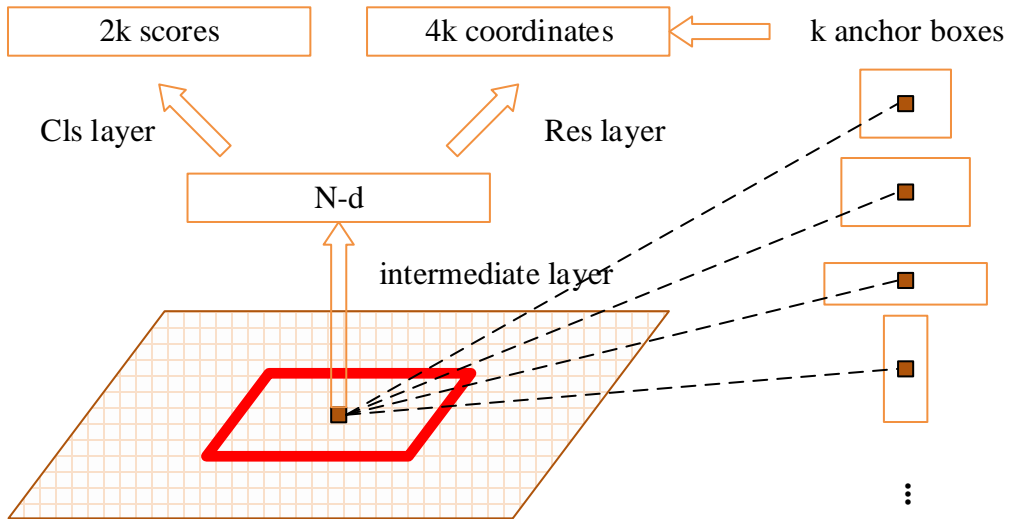 2k scores
4k coordinates
k anchor boxes
Cls layer
Res layer
N-d
intermediate layer